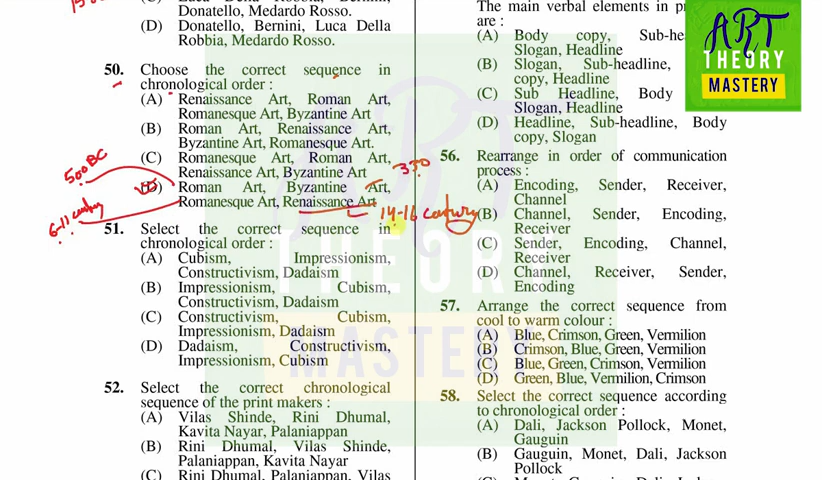 Donatello, Medardo Rosso.
(D) Donatello, Bernini, Luca Della
Robbia, Medardo Rosso.
50. Choose the correct sequence in
chronological order :
(A) Renaissance Art, Roman Art,
Romanesque Art, Byzantine Art
(B) Roman Art, Renaissance Art,
Byzantine Art, Romanesque Art.
(C) Romanesque Art, Roman Art,
Renaissance Art, Byzantine Art
(D) Roman Art, Byzantine Art,
Romanesque Art, Renaissance Art
500 BC
6-11 century
330
14-16 century
51. Select the correct sequence in
chronological order :
(A) Cubism, Impressionism,
Constructivism, Dadaism
(B) Impressionism, Cubism,
Constructivism, Dadaism
(C) Constructivism, Cubism,
Impressionism, Dadaism
(D) Dadaism, Constructivism,
Impressionism, Cubism
52. Select the correct chronological
sequence of the print makers :
(A) Vilas Shinde, Rini Dhumal,
Kavita Nayar, Palaniappan
(B) Rini Dhumal, Vilas Shinde,
Palaniappan, Kavita Nayar
(C) Rini Dhumal, Palaniappan, Vilas
The main verbal elements in
are :
(A) Body copy,
Slogan, Headline
(B) Slogan, Sub-headline,
copy, Headline
(C) Sub Headline, Body
Slogan, Headline
(D) Headline, Sub-headline, Body
copy, Slogan
56. Rearrange in order of communication
process :
(A) Encoding, Sender, Receiver,
Channel
(B) Channel, Sender, Encoding,
Receiver
(C) Sender, Encoding, Channel,
Receiver
(D) Channel, Receiver, Sender,
Encoding
57. Arrange the correct sequence from
cool to warm colour :
(A) Blue, Crimson, Green, Vermilion
(B) Crimson, Blue, Green, Vermilion
(C) Blue, Green, Crimson, Vermilion
(D) Green, Blue, Vermilion, Crimson
58. Select the correct sequence according
to chronological order :
(A) Dali, Jackson Pollock, Monet,
Gauguin
(B) Gauguin, Monet, Dali, Jackson
Pollock
ART
THEORY
MASTERY
ART
THEORY
MASTERY